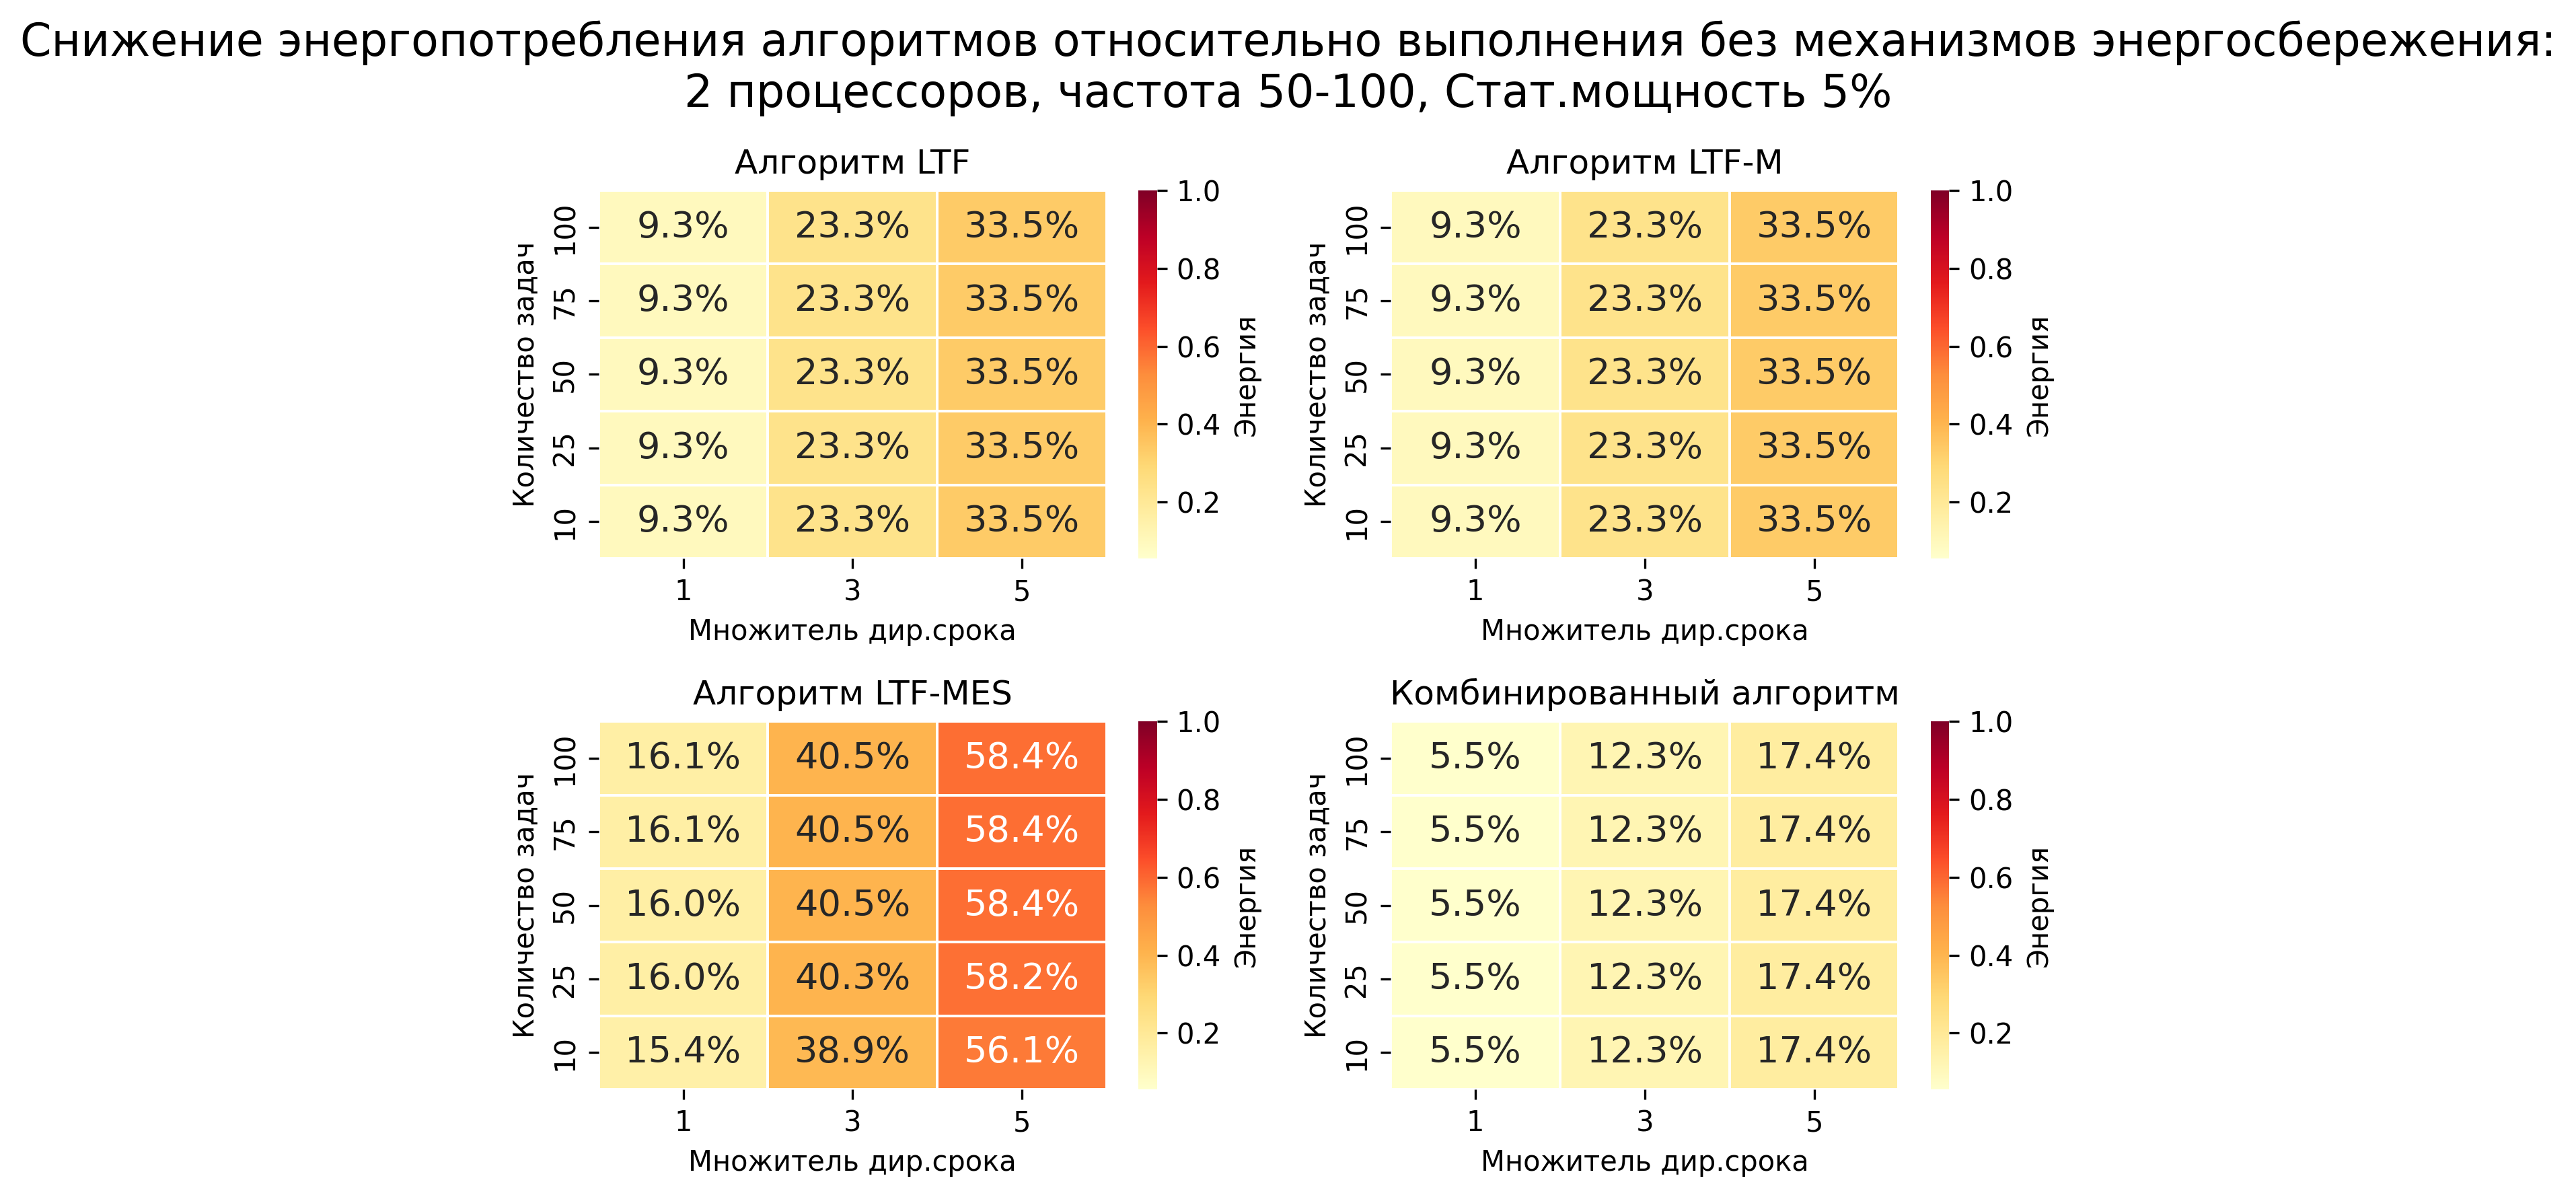 Снижение энергопотребления алгоритмов относительно выполнения без механизмов энергосбережения:
2 процессоров, частота 50-100, Стат.мощность 5%
Алгоритм LTF
Количество задач
100 9.3% 23.3% 33.5%
75 9.3% 23.3% 33.5%
50 9.3% 23.3% 33.5%
25 9.3% 23.3% 33.5%
10 9.3% 23.3% 33.5%
1 3 5
Множитель дир.срока
1.0
0.8
0.6
0.4
0.2
Энергия
Алгоритм LTF-M
Количество задач
100 9.3% 23.3% 33.5%
75 9.3% 23.3% 33.5%
50 9.3% 23.3% 33.5%
25 9.3% 23.3% 33.5%
10 9.3% 23.3% 33.5%
1 3 5
Множитель дир.срока
1.0
0.8
0.6
0.4
0.2
Энергия
Алгоритм LTF-MES
Количество задач
100 16.1% 40.5% 58.4%
75 16.1% 40.5% 58.4%
50 16.0% 40.5% 58.4%
25 16.0% 40.3% 58.2%
10 15.4% 38.9% 56.1%
1 3 5
Множитель дир.срока
1.0
0.8
0.6
0.4
0.2
Энергия
Комбинированный алгоритм
Количество задач
100 5.5% 12.3% 17.4%
75 5.5% 12.3% 17.4%
50 5.5% 12.3% 17.4%
25 5.5% 12.3% 17.4%
10 5.5% 12.3% 17.4%
1 3 5
Множитель дир.срока
1.0
0.8
0.6
0.4
0.2
Энергия